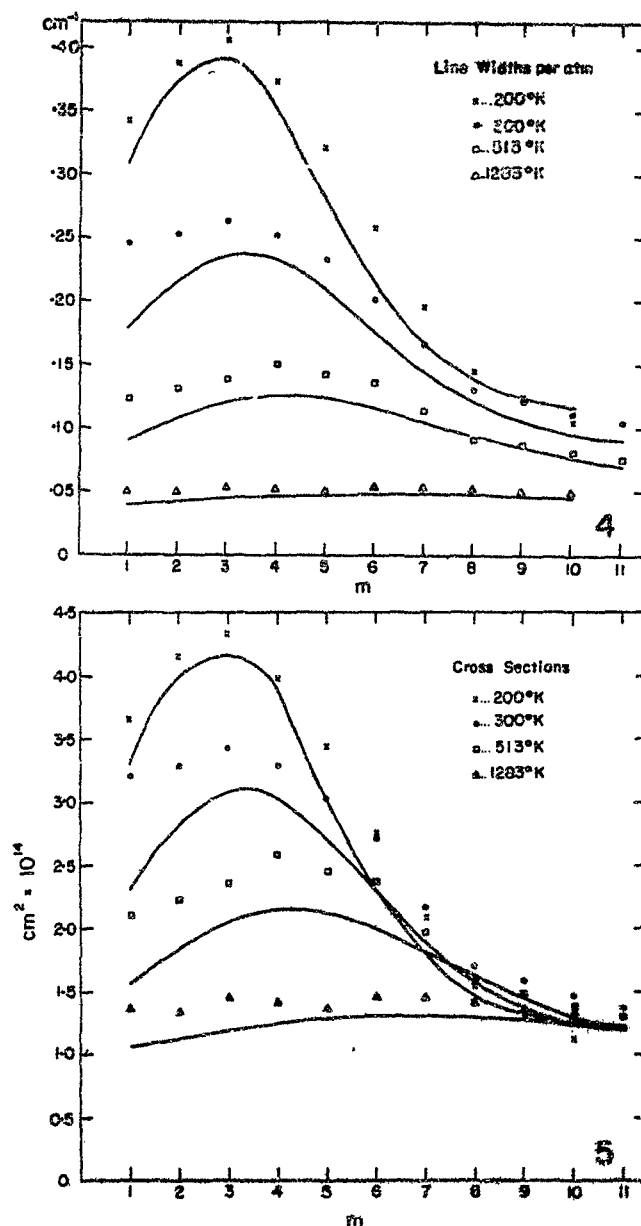 cm-1
.40
Line Widths per atm
x...200°K
.35
• 200°K
□...513°K
.30
△...1283°K
.25
.20
.15
.10
.05
0
4
1 2 3 4 5 6 7 8 9 10 11
m
4.5
Cross Sections
4.0
x... 200°K
•... 300°K
3.5
□...513°K
▲...1283°K
3.0
cm² × 10¹⁴
2.5
2.0
1.5
1.0
0.5
5
0
1 2 3 4 5 6 7 8 9 10 11
m